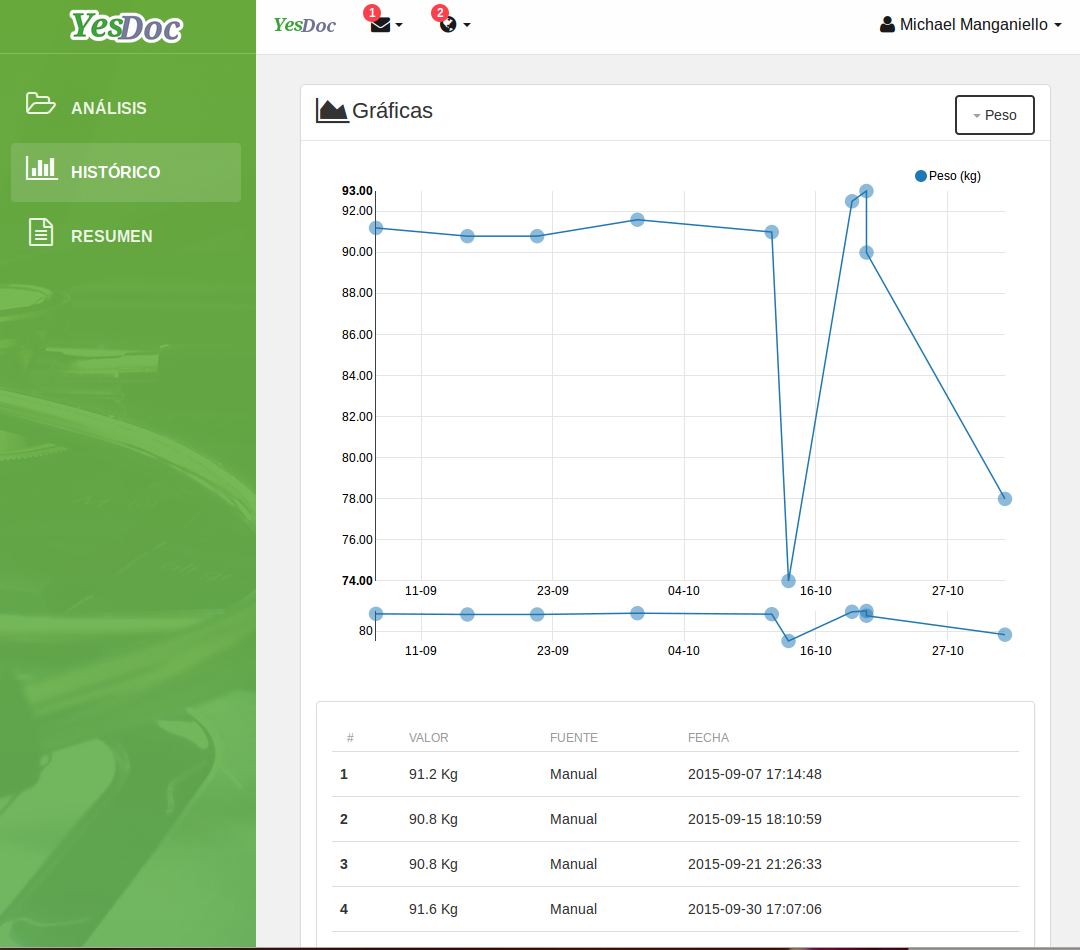 YesDoc
YesDoc
1
2
Michael Manganiello
ANÁLISIS
HISTÓRICO
RESUMEN
Gráficas
Peso
Peso (kg)
93.00
92.00
90.00
88.00
86.00
84.00
82.00
80.00
78.00
76.00
74.00
11-09 23-09 04-10 16-10 27-10
80
11-09 23-09 04-10 16-10 27-10
# VALOR FUENTE FECHA
1 91.2 Kg Manual 2015-09-07 17:14:48
2 90.8 Kg Manual 2015-09-15 18:10:59
3 90.8 Kg Manual 2015-09-21 21:26:33
4 91.6 Kg Manual 2015-09-30 17:07:06